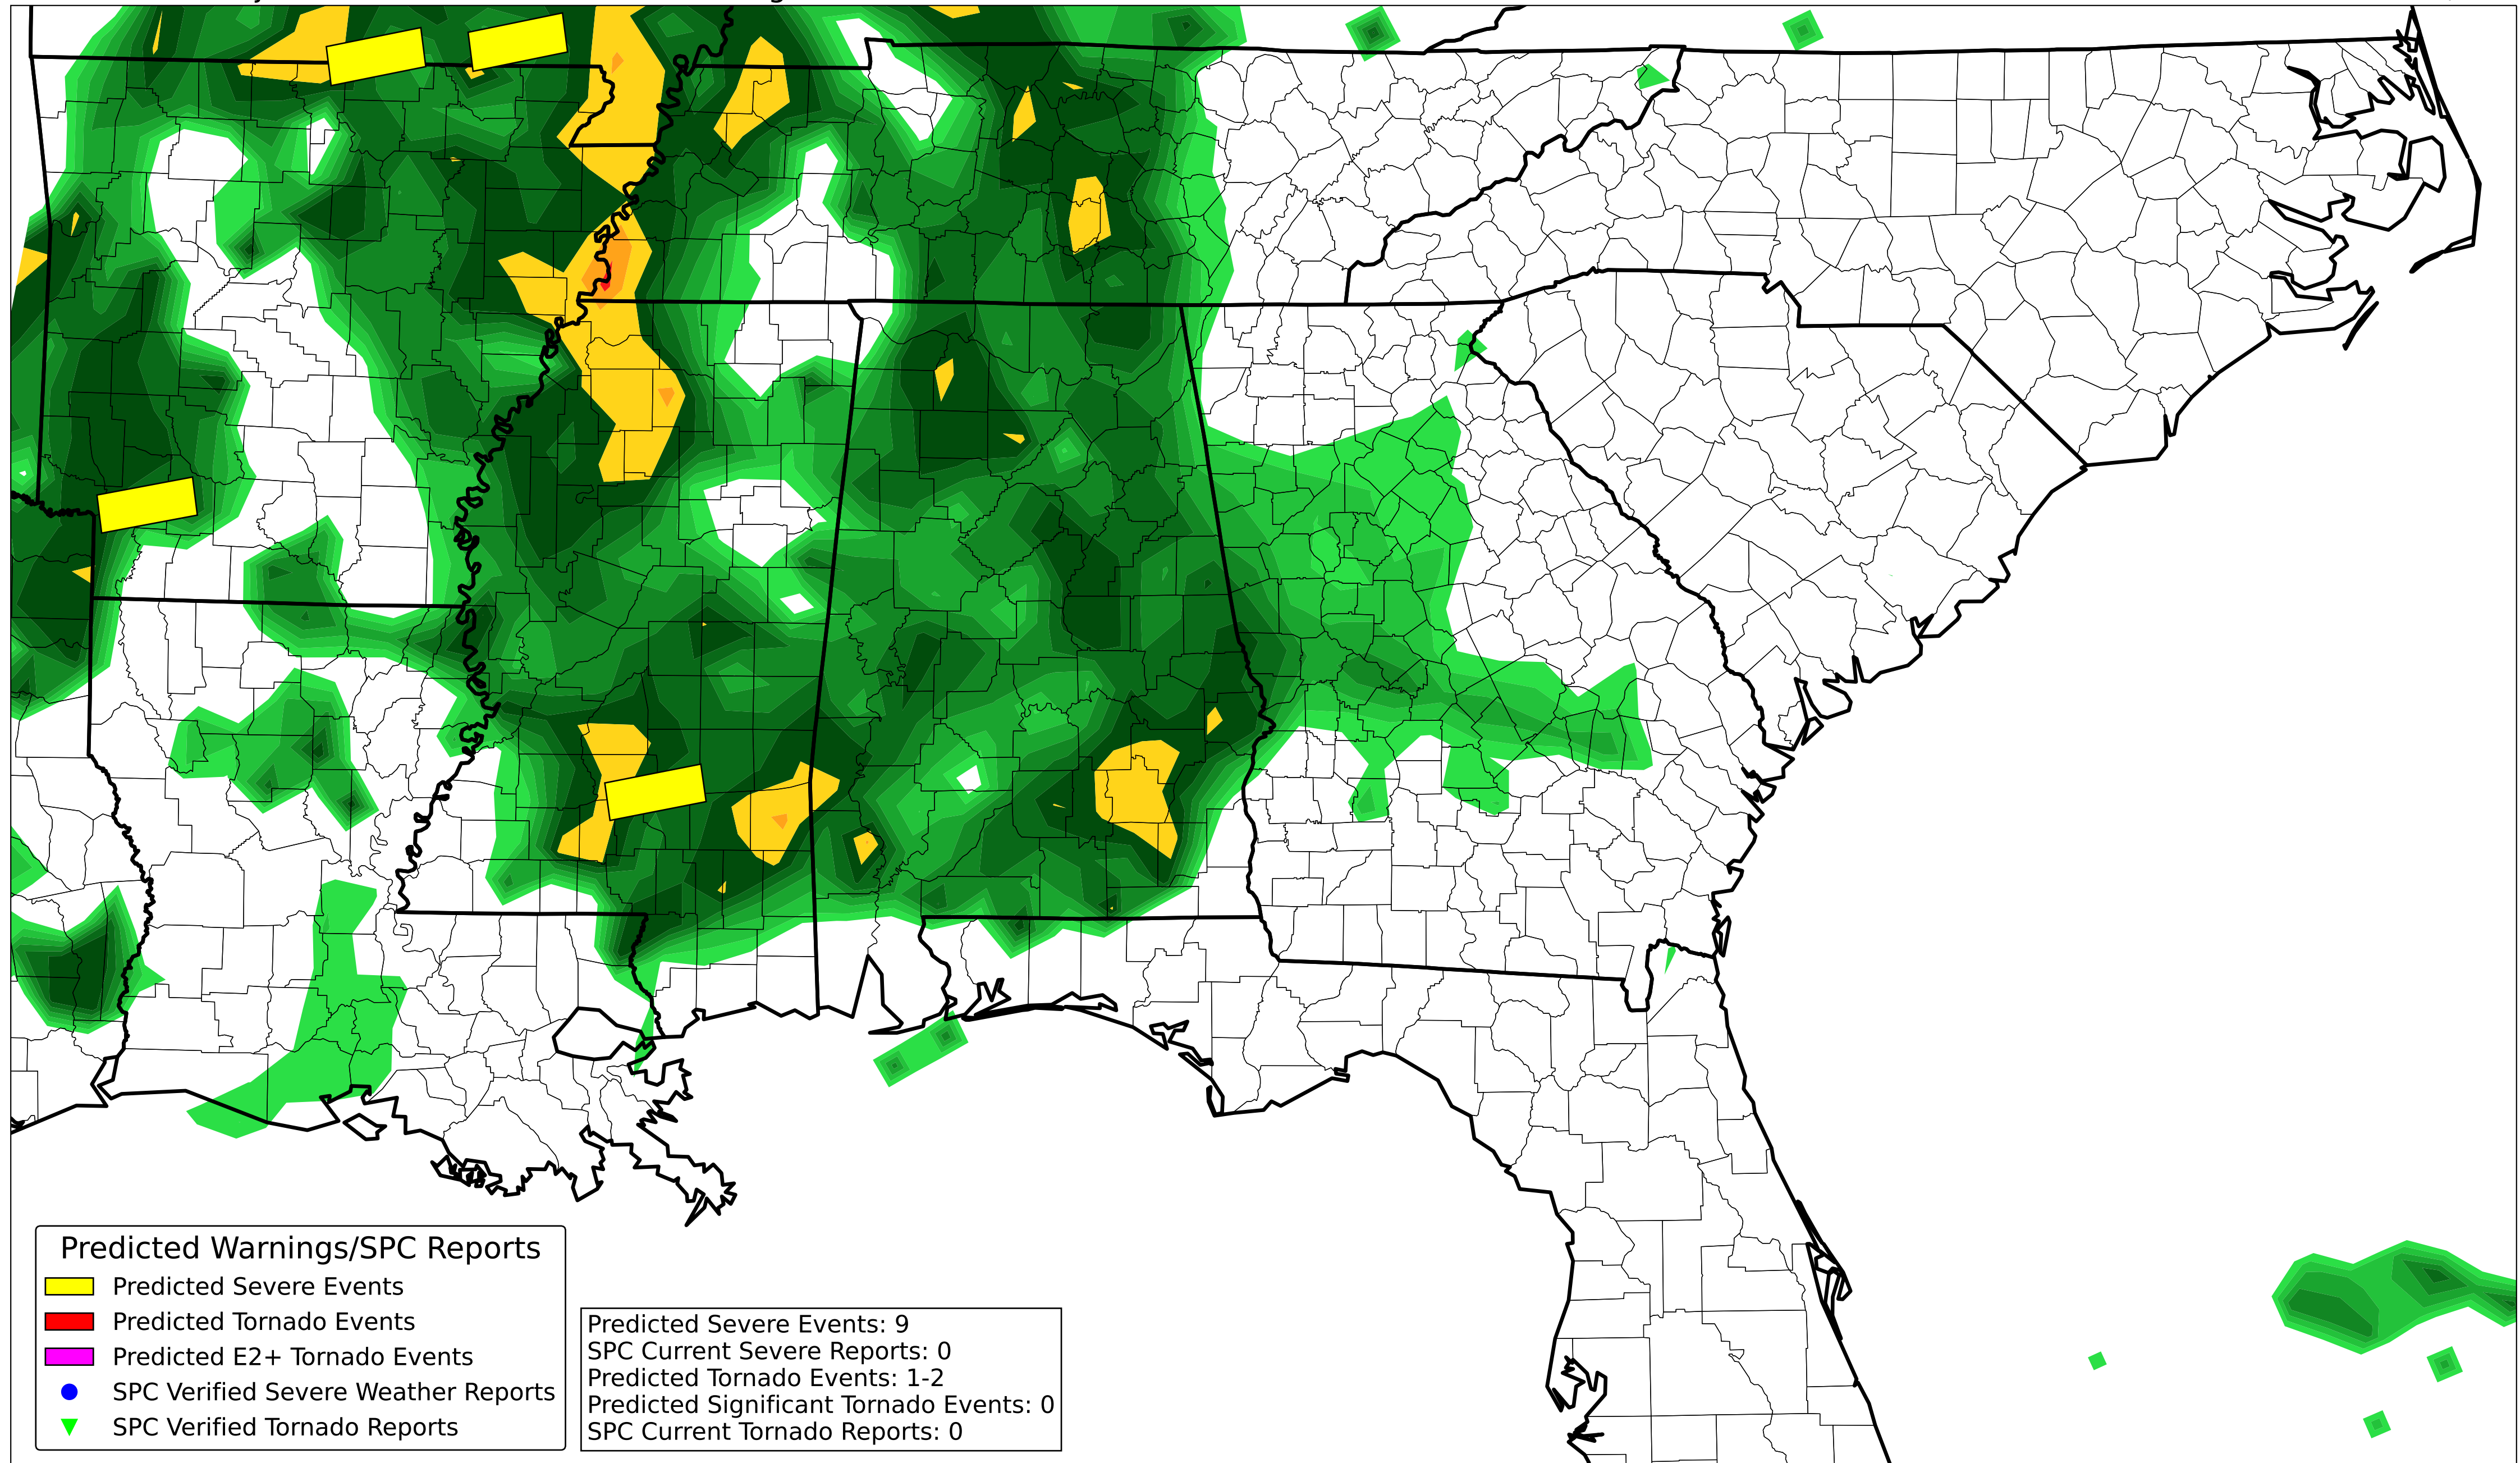 Predicted Warnings/SPC Reports
Predicted Severe Events
Predicted Tornado Events
Predicted E2+ Tornado Events
SPC Verified Severe Weather Reports
SPC Verified Tornado Reports
Predicted Severe Events: 9
SPC Current Severe Reports: 0
Predicted Tornado Events: 1-2
Predicted Significant Tornado Events: 0
SPC Current Tornado Reports: 0